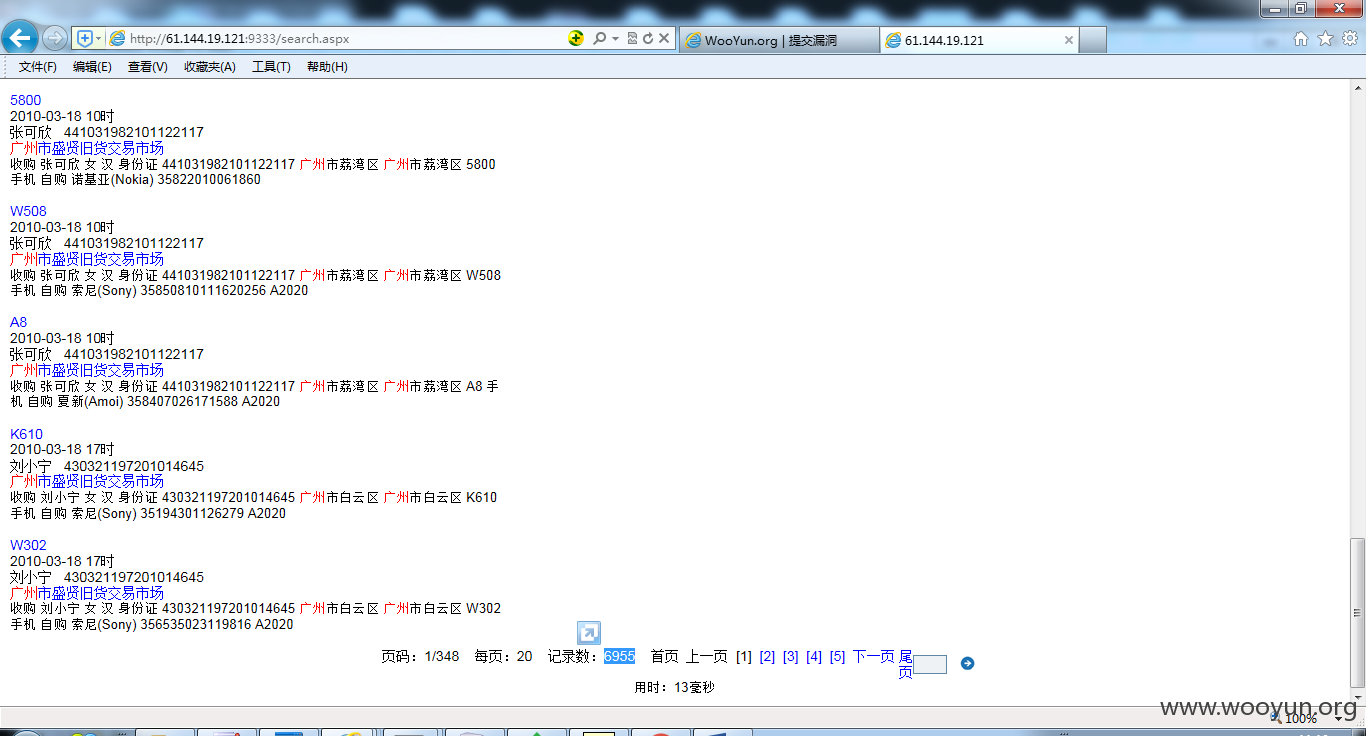 http://61.144.19.121:9333/search.aspx
WooYun.org | 提交漏洞
61.144.19.121
文件(F) 编辑(E) 查看(V) 收藏夹(A) 工具(T) 帮助(H)
5800
2010-03-18 10时
张可欣 441031982101122117
广州市盛贤旧货交易市场
收购 张可欣 女 汉 身份证 441031982101122117 广州市荔湾区 广州市荔湾区 5800
手机 自购 诺基亚(Nokia) 35822010061860
W508
2010-03-18 10时
张可欣 441031982101122117
广州市盛贤旧货交易市场
收购 张可欣 女 汉 身份证 441031982101122117 广州市荔湾区 广州市荔湾区 W508
手机 自购 索尼(Sony) 35850810111620256 A2020
A8
2010-03-18 10时
张可欣 441031982101122117
广州市盛贤旧货交易市场
收购 张可欣 女 汉 身份证 441031982101122117 广州市荔湾区 广州市荔湾区 A8 手
机 自购 夏新(Amoi) 358407026171588 A2020
K610
2010-03-18 17时
刘小宁 430321197201014645
广州市盛贤旧货交易市场
收购 刘小宁 女 汉 身份证 430321197201014645 广州市白云区 广州市白云区 K610
手机 自购 索尼(Sony) 35194301126279 A2020
W302
2010-03-18 17时
刘小宁 430321197201014645
广州市盛贤旧货交易市场
收购 刘小宁 女 汉 身份证 430321197201014645 广州市白云区 广州市白云区 W302
手机 自购 索尼(Sony) 356535023119816 A2020
页码：1/348 每页：20 记录数：6955 首页 上一页 [1] [2] [3] [4] [5] 下一页 尾
页
用时：13毫秒
www.wooyun.org
100%